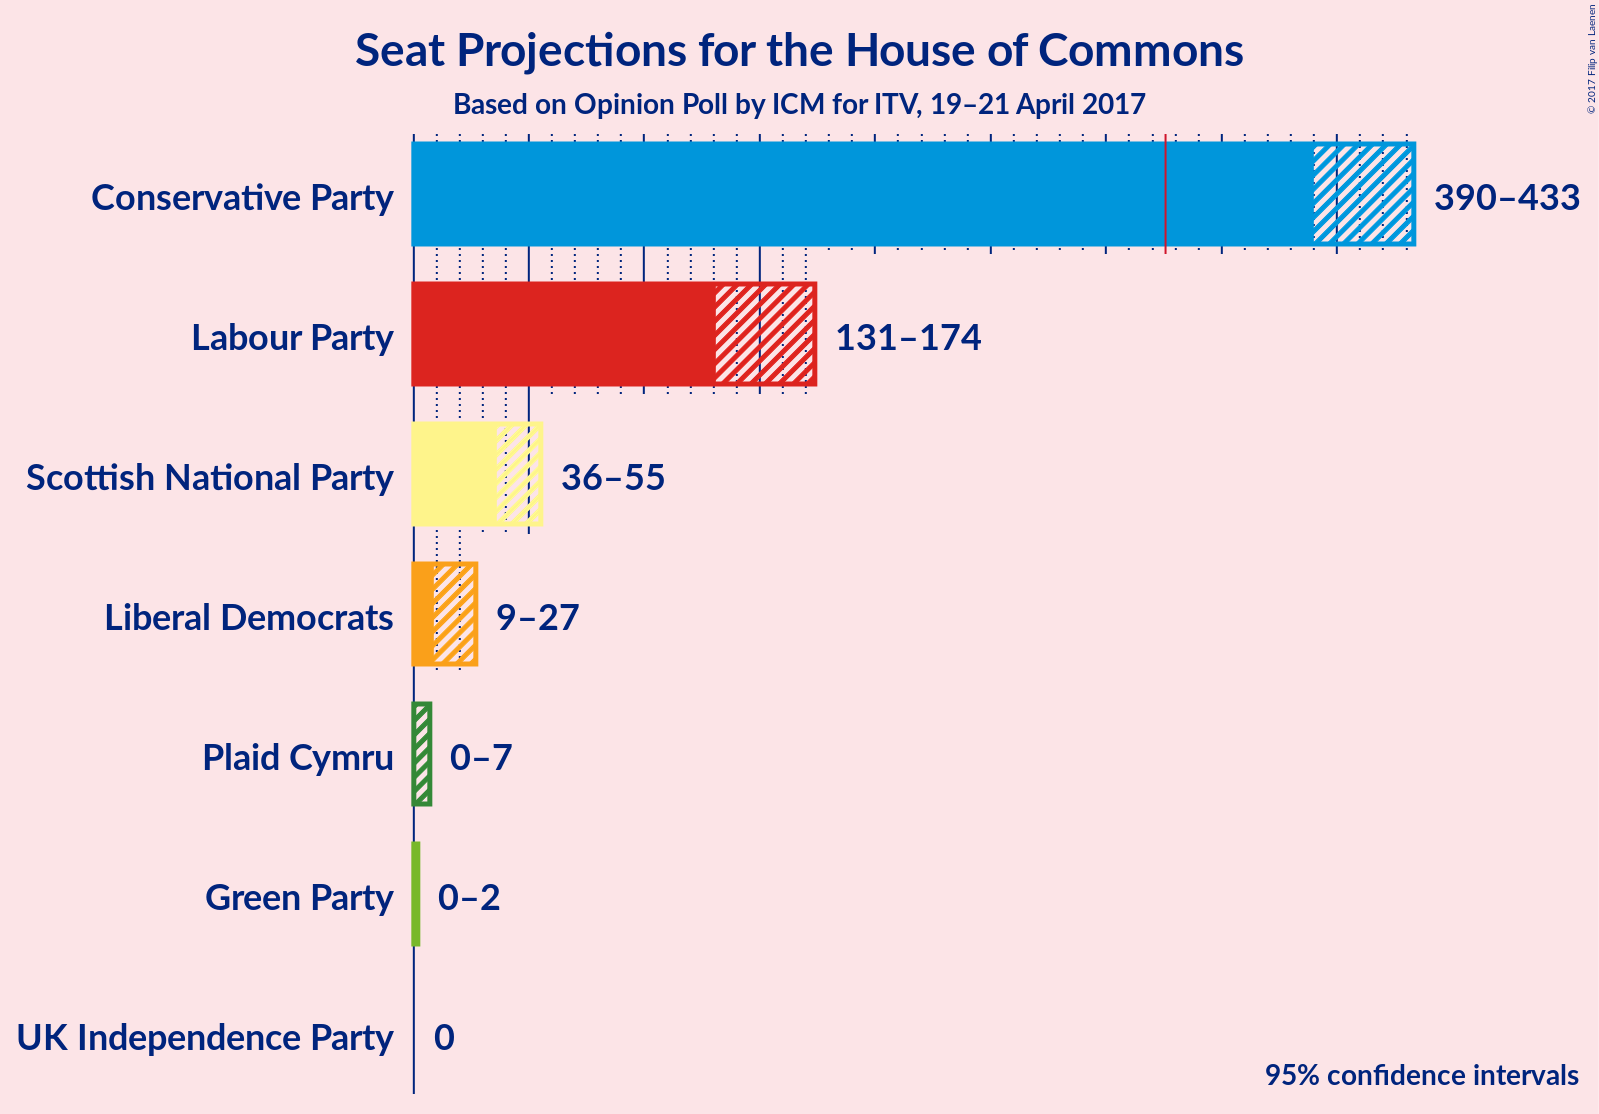 Seat Projections for the House of Commons
Based on Opinion Poll by ICM for ITV, 19–21 April 2017
© 2017 Filip van Laenen
Conservative Party 390–433
Labour Party 131–174
Scottish National Party 36–55
Liberal Democrats 9–27
Plaid Cymru 0–7
Green Party 0–2
UK Independence Party 0
95% confidence intervals